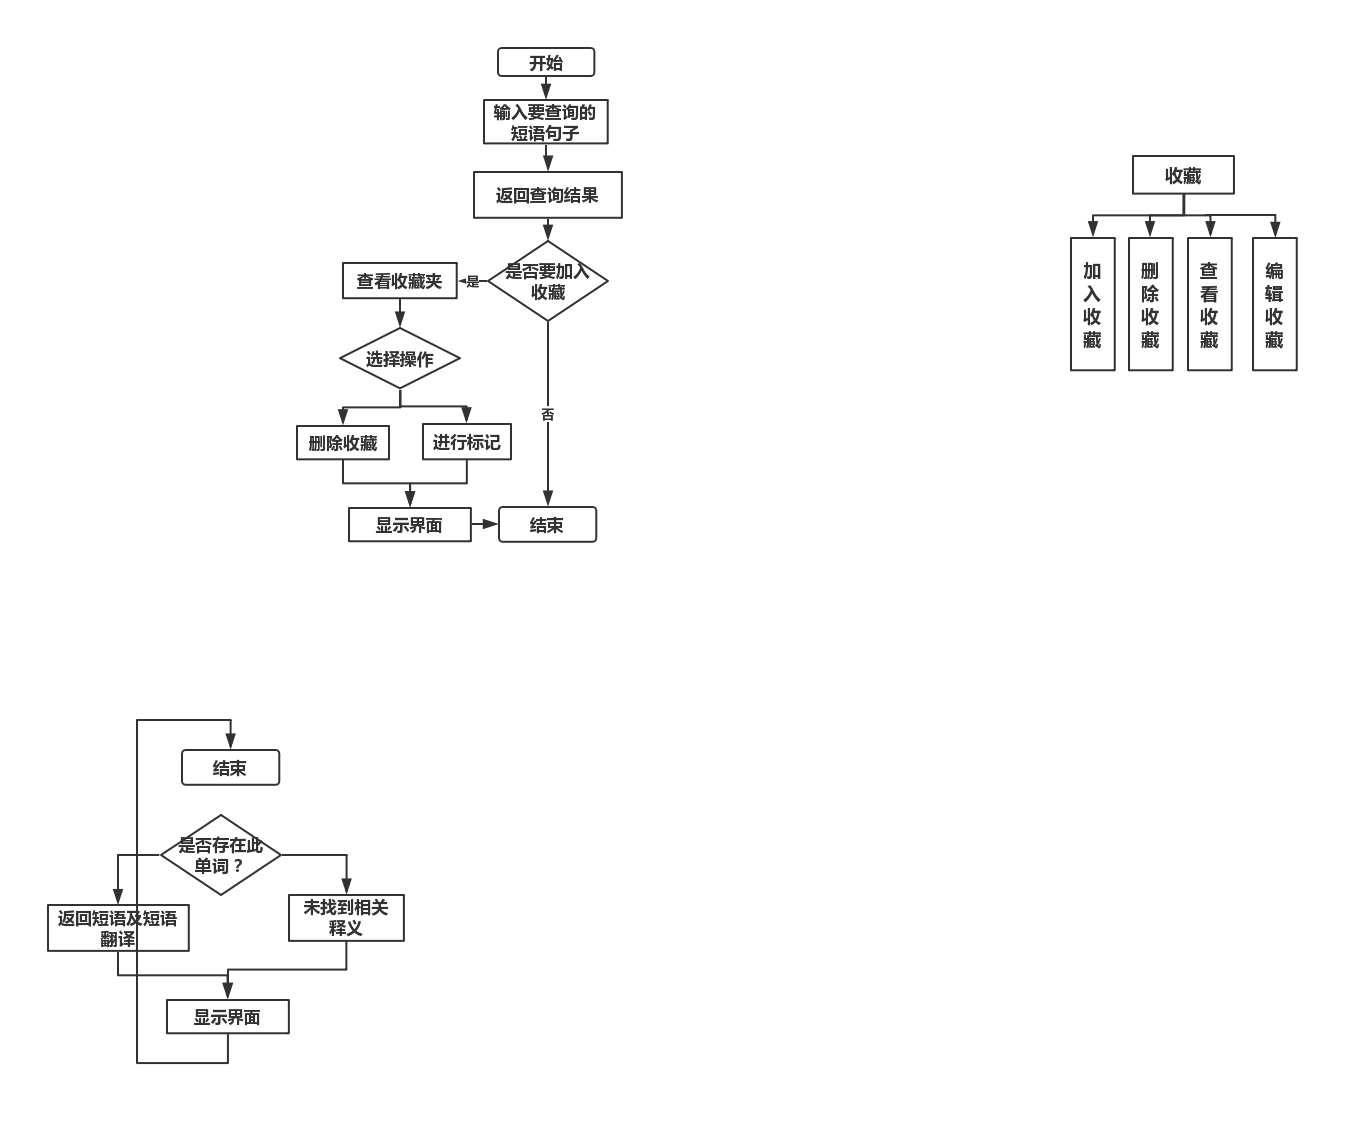 开始
输入要查询的
短语句子
返回查询结果
是否要加入
收藏
是
查看收藏夹
选择操作
否
删除收藏
进行标记
显示界面
结束
收藏
加入收藏
删除收藏
查看收藏
编辑收藏
结束
是否存在此
单词？
返回短语及短语
翻译
未找到相关
释义
显示界面